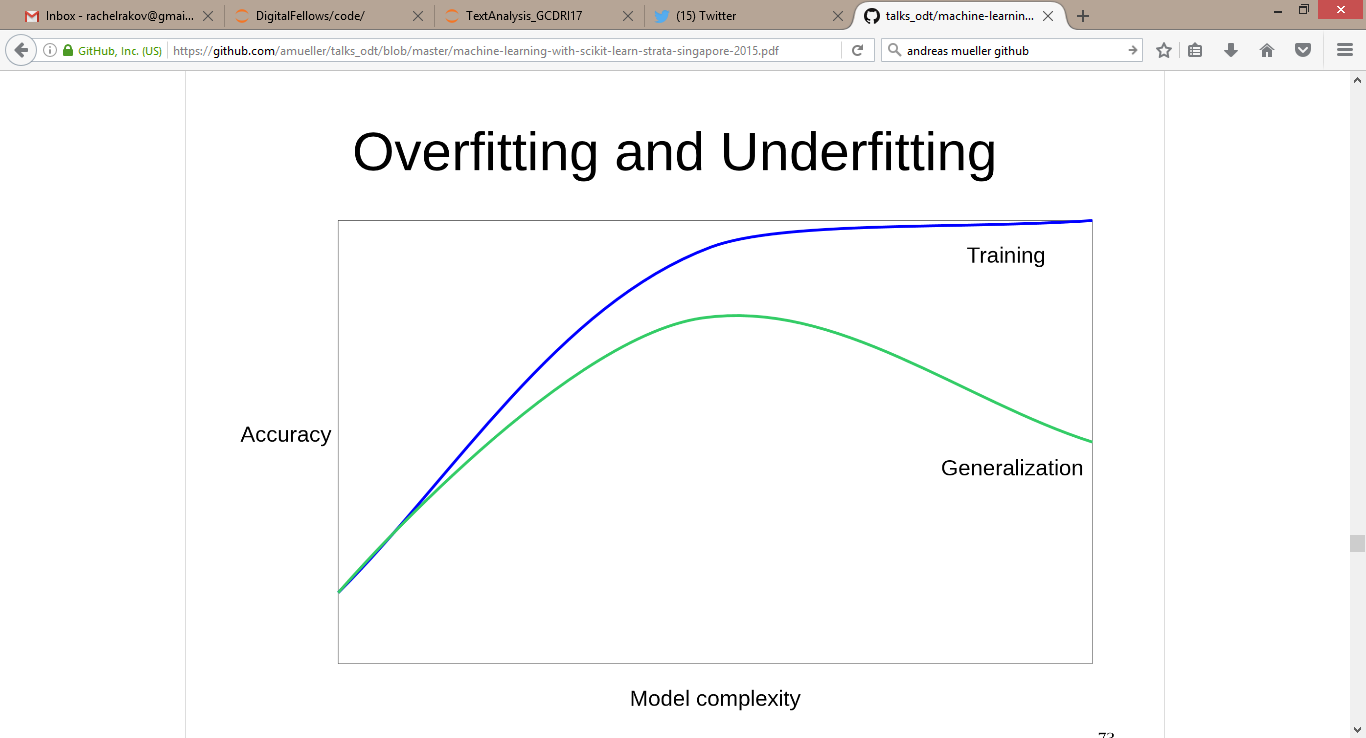 Inbox - rachelrakov@gmai...
DigitalFellows/code/
TextAnalysis_GCDRI17
(15) Twitter
talks_odt/machine-learnin...
GitHub, Inc. (US)
https://github.com/amueller/talks_odt/blob/master/machine-learning-with-scikit-learn-strata-singapore-2015.pdf
andreas mueller github
Overfitting and Underfitting
Training
Accuracy
Generalization
Model complexity